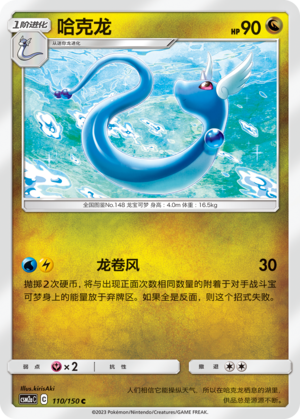 1阶进化
哈克龙
HP90
从迷你龙进化
全国图鉴No.148 龙宝可梦 身高：4.0m 体重：16.5kg
龙卷风 30
抛掷2次硬币，将与出现正面次数相同数量的附着于对手战斗宝
可梦身上的能量放于弃牌区。如果全是反面，则这个招式失败。
弱点 ×2 抗性 撤退
Illus.kirisAki
CSM2aC C 110/150 C
人们相信它能操纵天气，所以在哈克龙栖息的湖里，
供品总是源源不断。
©2023 Pokémon/Nintendo/Creatures/GAME FREAK.